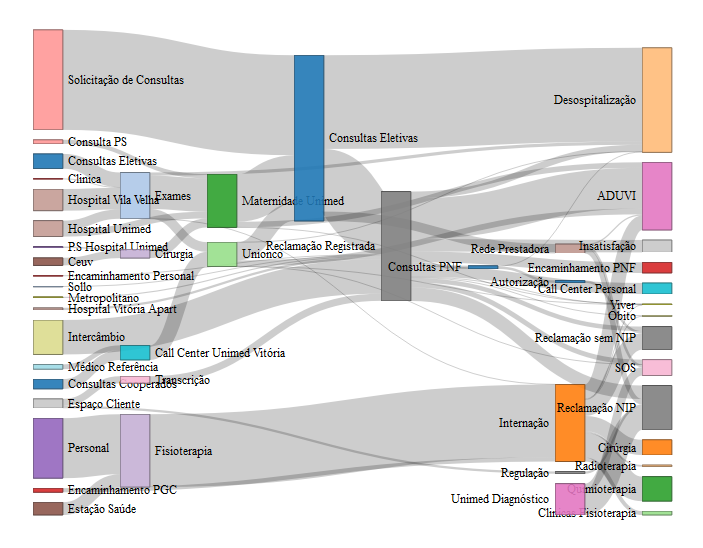 Solicitação de Consultas
Consulta PS
Consultas Eletivas
Clinica
Hospital Vila Velha
Hospital Unimed
P.S Hospital Unimed
Ceuv
Encaminhamento Personal
Sollo
Metropolitano
Hospital Vitória Apart
Intercâmbio
Médico Referência
Consultas Cooperados
Espaço Cliente
Personal
Encaminhamento PGC
Estação Saúde
Exames
Cirurgia
Call Center Unimed Vitória
Transcrição
Fisioterapia
Maternidade Unimed
Unionco
Consultas Eletivas
Reclamação Registrada
Consultas PNF
Rede Prestadora
Autorização
Internação
Regulação
Unimed Diagnóstico
Desospitalização
ADUVI
Insatisfação
Encaminhamento PNF
Call Center Personal
Viver
Obito
Reclamação sem NIP
SOS
Reclamação NIP
Cirúrgia
Radioterapia
Quimioterapia
Clinicas Fisioterapia